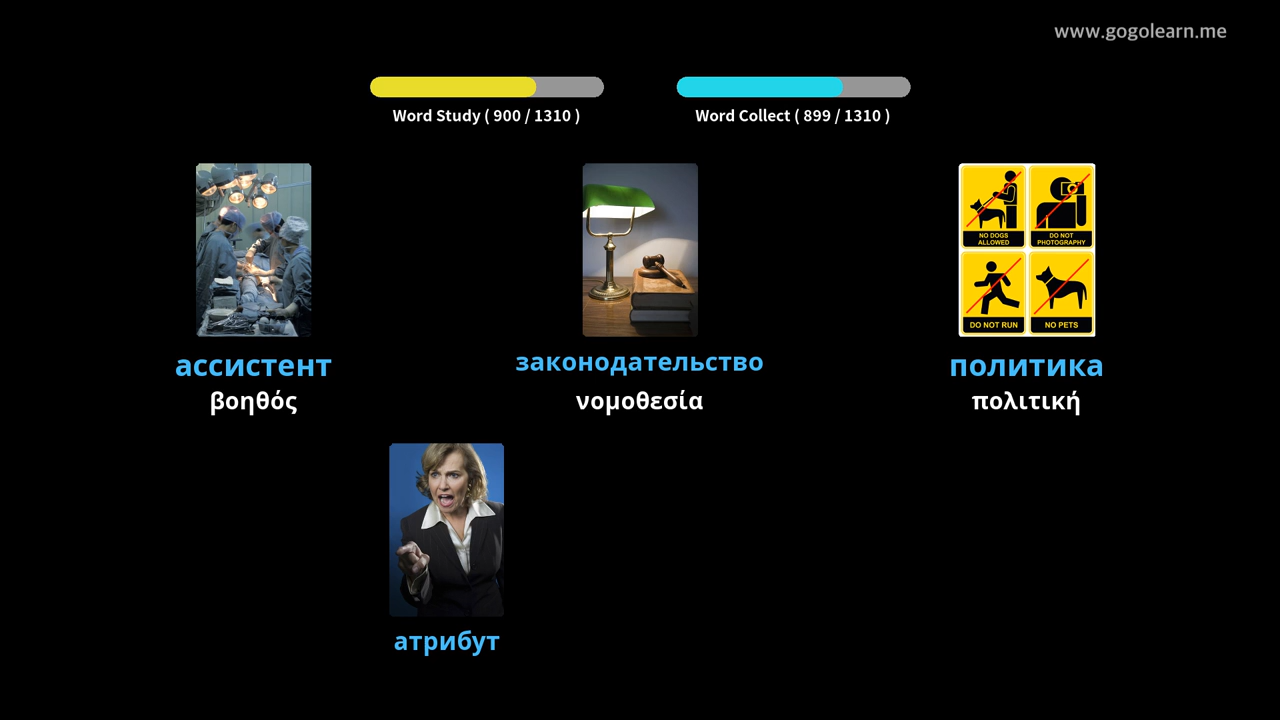 www.gogolearn.me
Word Study ( 900 / 1310 )
Word Collect ( 899 / 1310 )
NO DOGS
ALLOWED
DO NOT
PHOTOGRAPHY
DO NOT RUN
NO PETS
ассистент
законодательство
политика
βοηθός
νομοθεσία
πολιτική
атрибут